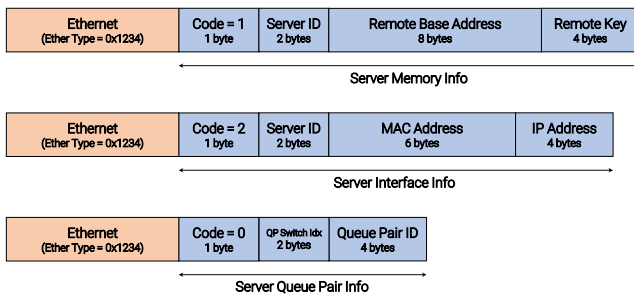 Ethernet
(Ether Type = 0x1234)
Code = 1
1 byte
Server ID
2 bytes
Remote Base Address
8 bytes
Remote Key
4 bytes
Server Memory Info
Ethernet
(Ether Type = 0x1234)
Code = 2
1 byte
Server ID
2 bytes
MAC Address
6 bytes
IP Address
4 bytes
Server Interface Info
Ethernet
(Ether Type = 0x1234)
Code = 0
1 byte
QP Switch Idx
2 bytes
Queue Pair ID
4 bytes
Server Queue Pair Info